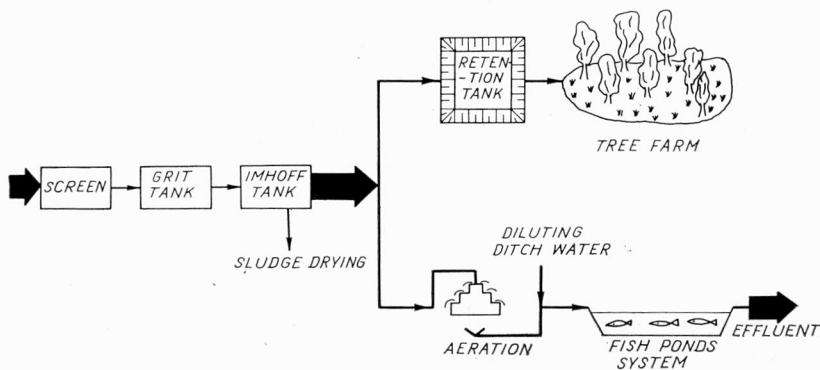 SCREEN
GRIT
TANK
IMHOFF
TANK
SLUDGE DRYING
RETEN-
-TION
TANK
TREE FARM
DILUTING
DITCH WATER
AERATION
FISH PONDS
SYSTEM
EFFLUENT